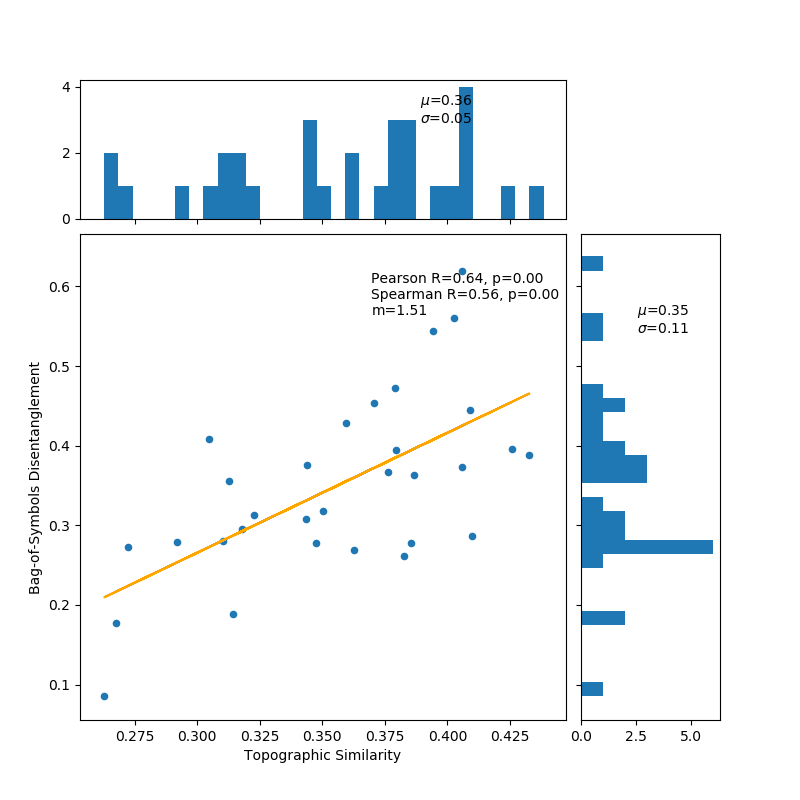 4
2
0
μ=0.36
σ=0.05
Pearson R=0.64, p=0.00
Spearman R=0.56, p=0.00
m=1.51
μ=0.35
σ=0.11
0.6
0.5
0.4
0.3
0.2
0.1
Bag-of-Symbols Disentanglement
0.275 0.300 0.325 0.350 0.375 0.400 0.425
Topographic Similarity
0.0 2.5 5.0